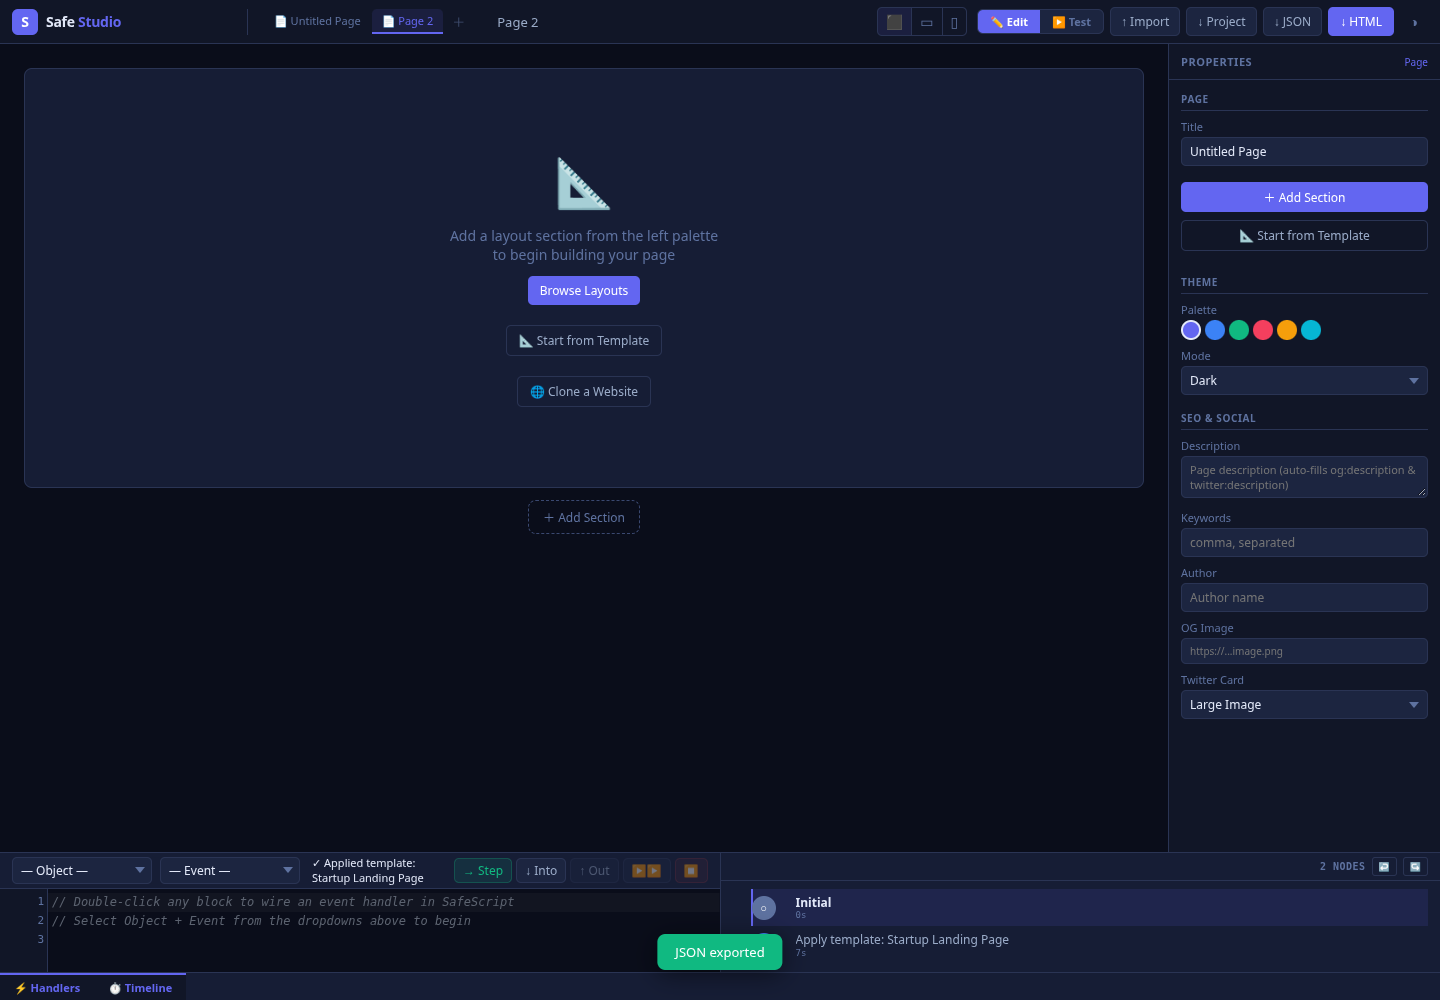 S Safe Studio
Untitled Page
Page 2
+
Page 2
Edit
Test
↑ Import
↓ Project
↓ JSON
↓ HTML
PROPERTIES
Page
PAGE
Title
Untitled Page
+ Add Section
Start from Template
THEME
Palette
Mode
Dark
SEO & SOCIAL
Description
Page description (auto-fills og:description &
twitter:description)
Keywords
comma, separated
Author
Author name
OG Image
https://...image.png
Twitter Card
Large Image
Add a layout section from the left palette
to begin building your page
Browse Layouts
Start from Template
Clone a Website
+ Add Section
— Object —
— Event —
✓ Applied template:
Startup Landing Page
→ Step
↓ Into
↑ Out
1 // Double-click any block to wire an event handler in SafeScript
2 // Select Object + Event from the dropdowns above to begin
3
2 NODES
Initial
0s
Apply template: Startup Landing Page
7s
JSON exported
⚡ Handlers
Timeline